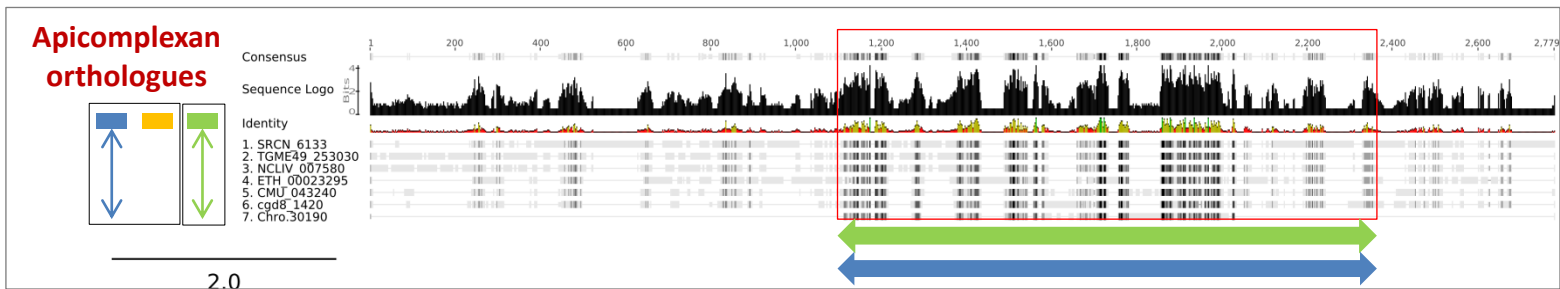 Apicomplexan
orthologues
1 200 400 600 800 1,000 1,200 1,400 1,600 1,800 2,000 2,200 2,400 2,600 2,779
Consensus
Sequence Logo
Bits
4
2
0
Identity
1. SRCN_6133
2. TGME49_253030
3. NCLIV_007580
4. ETH_00023295
5. CMU_043240
6. cgd8_1420
7. Chro.30190
2.0